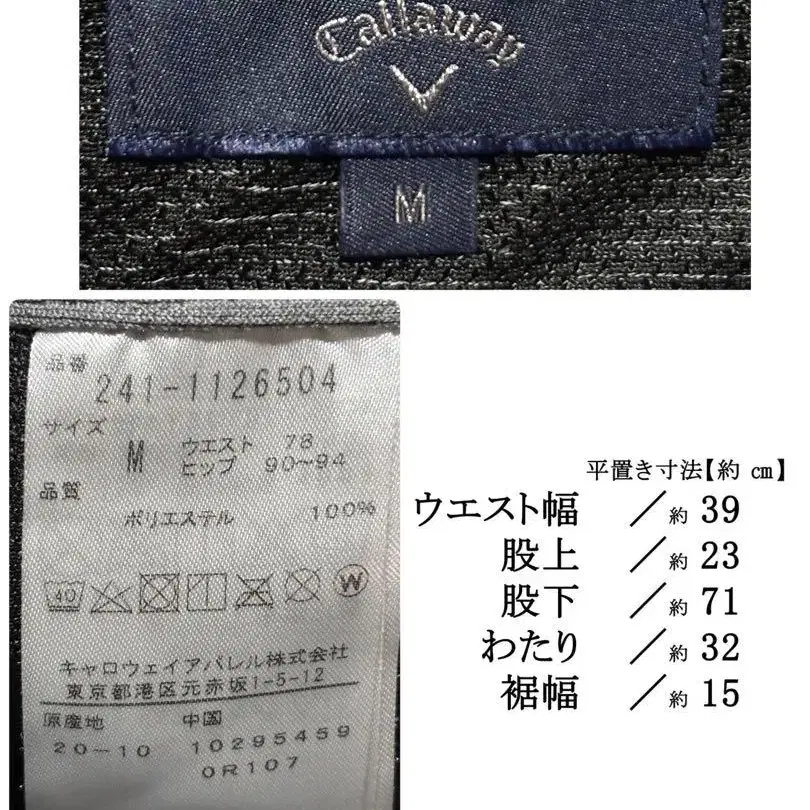 Callaway
M
品番
241-1126504
サイズ
M ウエスト 78
ヒップ 90〜94
品質
ポリエステル 100%
40
W
キャロウェイアパレル株式会社
東京都港区元赤坂1-5-12
原産地 中國
20-10 10295459
0R107
平置き寸法【約 ㎝】
ウエスト幅 ／約 39
股上 ／約 23
股下 ／約 71
わたり ／約 32
裾幅 ／約 15